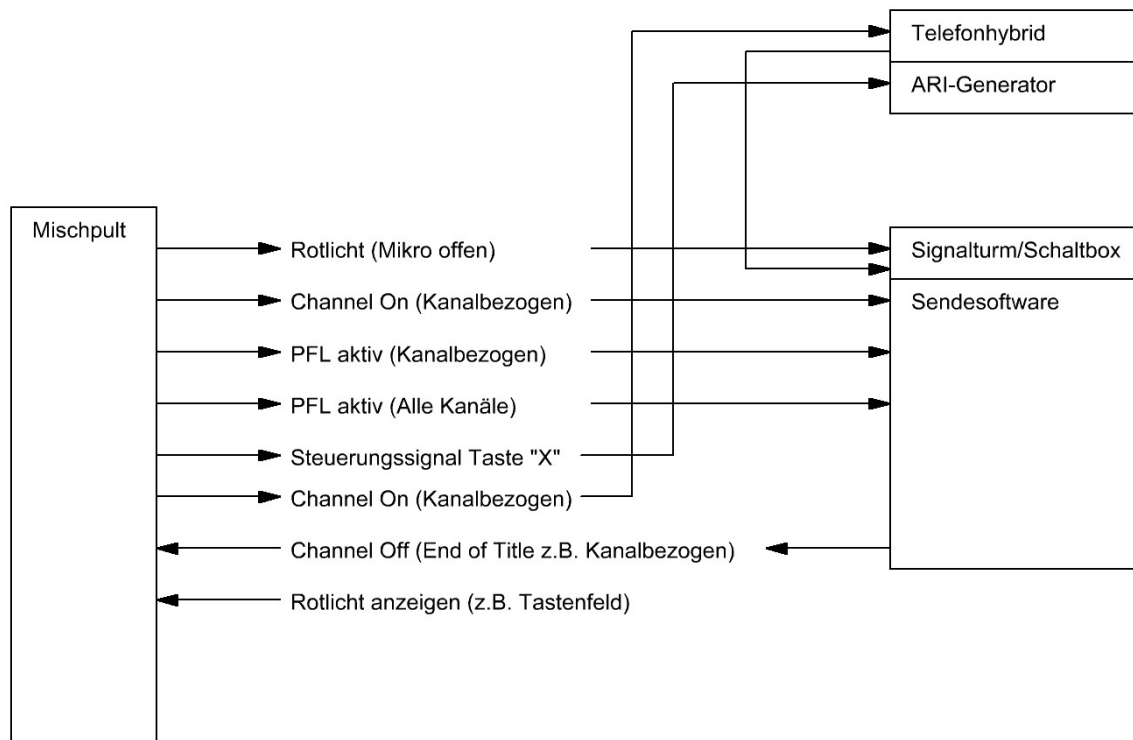 Telefonhybrid
ARI-Generator
Mischpult
Rotlicht (Mikro offen)
Signalturm/Schaltbox
Channel On (Kanalbezogen)
Sendesoftware
PFL aktiv (Kanalbezogen)
PFL aktiv (Alle Kanäle)
Steuerungssignal Taste "X"
Channel On (Kanalbezogen)
Channel Off (End of Title z.B. Kanalbezogen)
Rotlicht anzeigen (z.B. Tastenfeld)